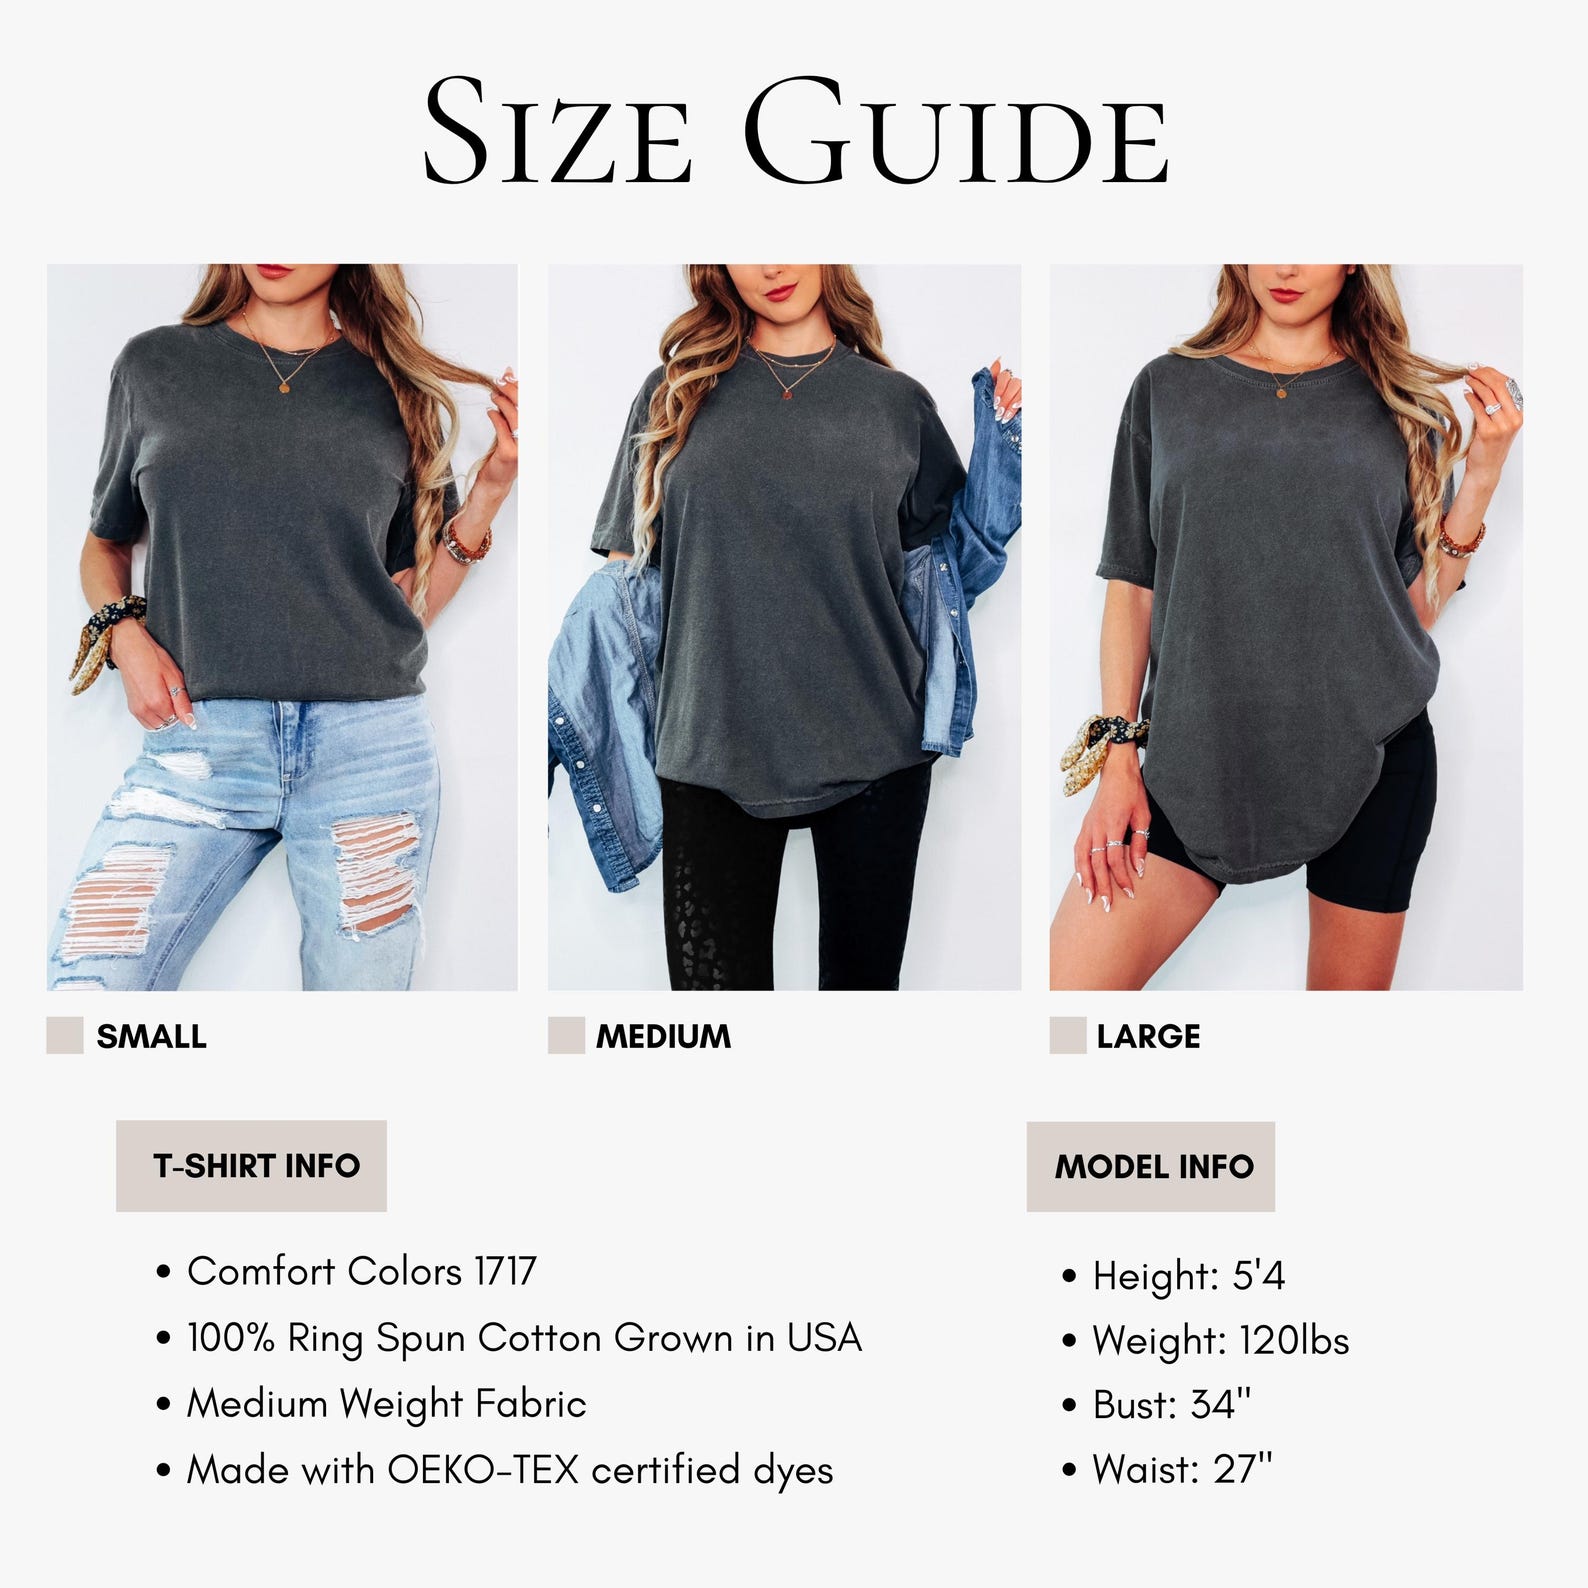 SIZE GUIDE
SMALL
MEDIUM
LARGE
T-SHIRT INFO
• Comfort Colors 1717
• 100% Ring Spun Cotton Grown in USA
• Medium Weight Fabric
• Made with OEKO-TEX certified dyes
MODEL INFO
• Height: 5'4
• Weight: 120lbs
• Bust: 34"
• Waist: 27"